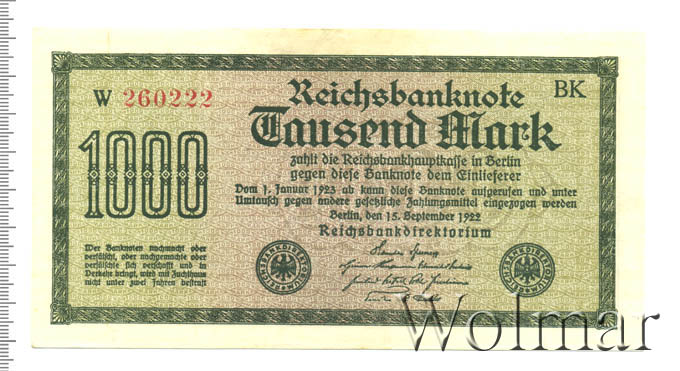 W 260222
BK
Reichsbanknote
1000
Tausend Mark
zahlt die Reichsbankhauptkasse in Berlin
gegen diese Banknote dem Einlieferer
Vom 1. Januar 1923 ab kann diese Banknote aufgerufen und unter
Umtausch gegen andere gesetzliche Zahlungsmittel eingezogen werden
Berlin, den 15. September 1922
Reichsbankdirektorium
Wer Banknoten nachmacht oder
verfälscht, oder nachgemachte oder
verfälschte sich verschafft und in
Verkehr bringt, wird mit Zuchthaus
nicht unter zwei Jahren bestraft
Wolmar